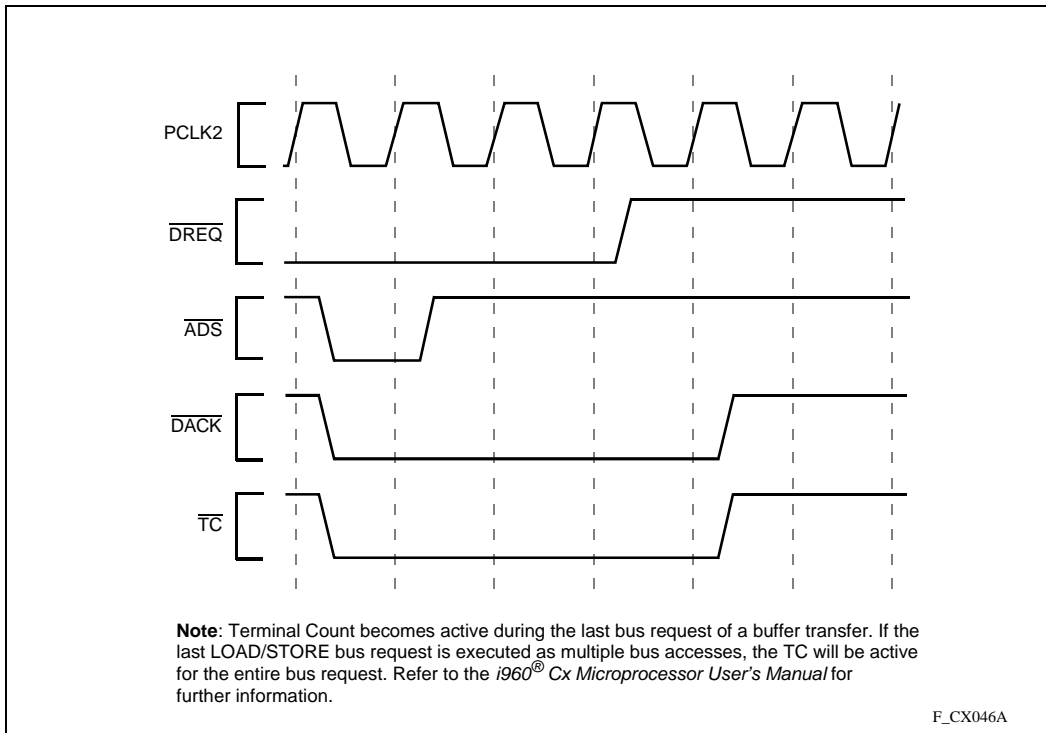 PCLK2
DREQ
ADS
DACK
TC
Note: Terminal Count becomes active during the last bus request of a buffer transfer. If the
last LOAD/STORE bus request is executed as multiple bus accesses, the TC will be active
for the entire bus request. Refer to the i960® Cx Microprocessor User's Manual for
further information.
F_CX046A